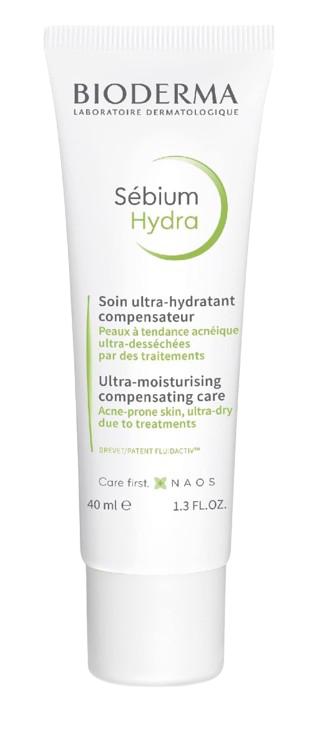 BIODERMA
LABORATOIRE DERMATOLOGIQUE
Sébium
Hydra
Soin ultra-hydratant
compensateur
Peaux à tendance acnéique
ultra-desséchées
par des traitements
Ultra-moisturising
compensating care
Acne-prone skin, ultra-dry
due to treatments
BREVET/PATENT FLUIDACTIV™
Care first. NAOS
40 ml ℮ 1.3 FL.OZ.